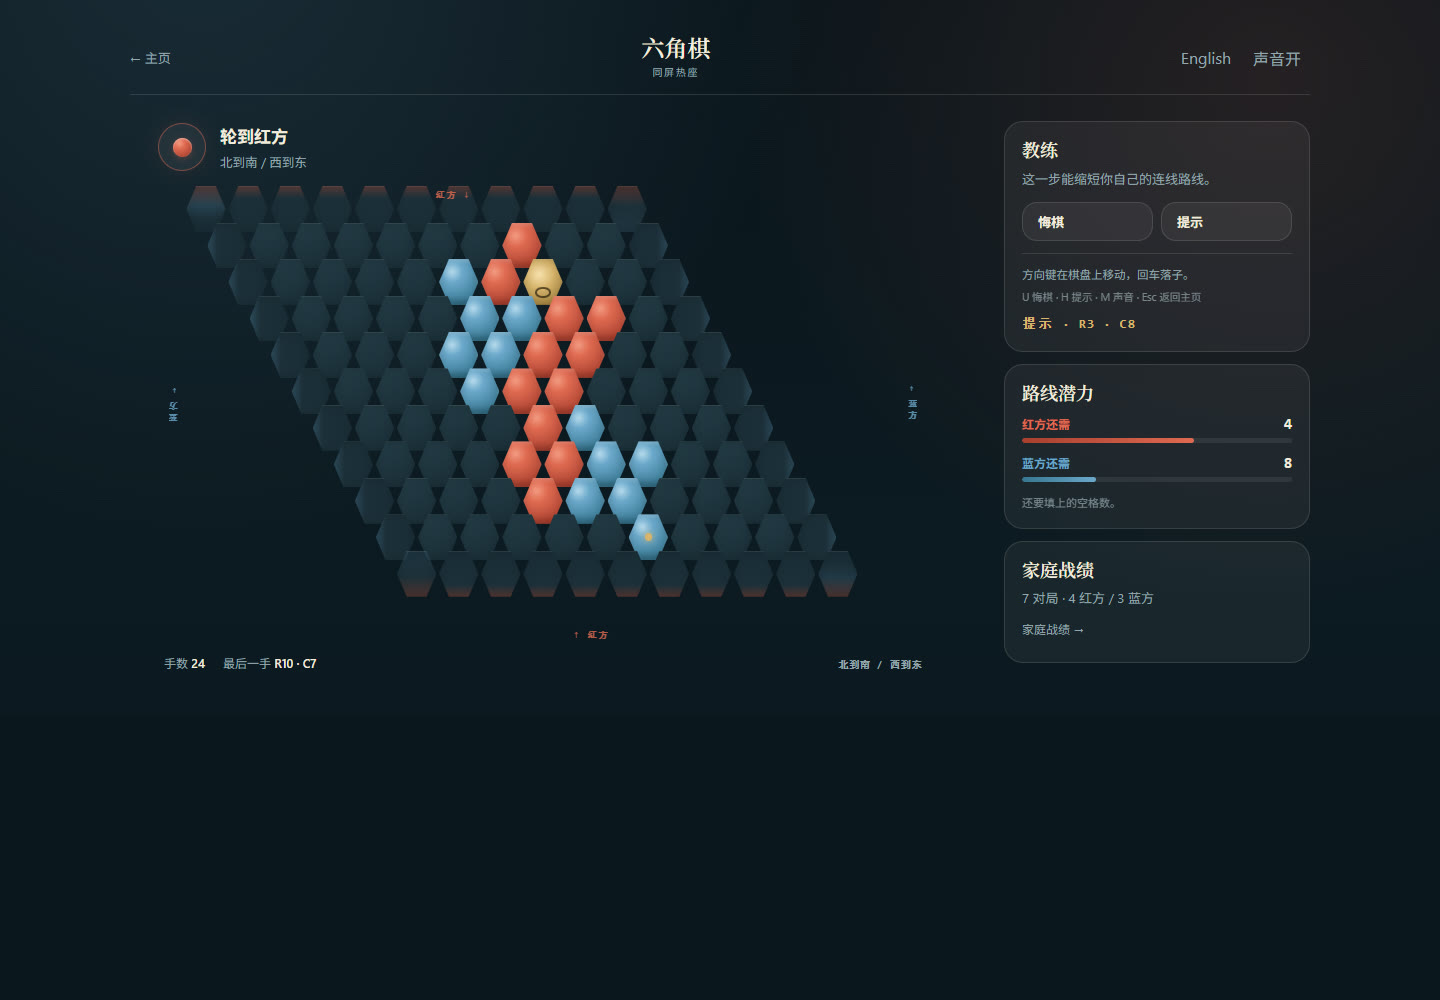 ← 主页
六角棋
同屏热座
English
声音开
轮到红方
北到南 / 西到东
红方 ↓
↑ 蓝方
↑ 蓝方
↑ 红方
手数 24
最后一手 R10 · C7
北到南 / 西到东
教练
这一步能缩短你自己的连线路线。
悔棋
提示
方向键在棋盘上移动，回车落子。
U 悔棋 · H 提示 · M 声音 · Esc 返回主页
提示 · R3 · C8
路线潜力
红方还需 4
蓝方还需 8
还要填上的空格数。
家庭战绩
7 对局 · 4 红方 / 3 蓝方
家庭战绩 →